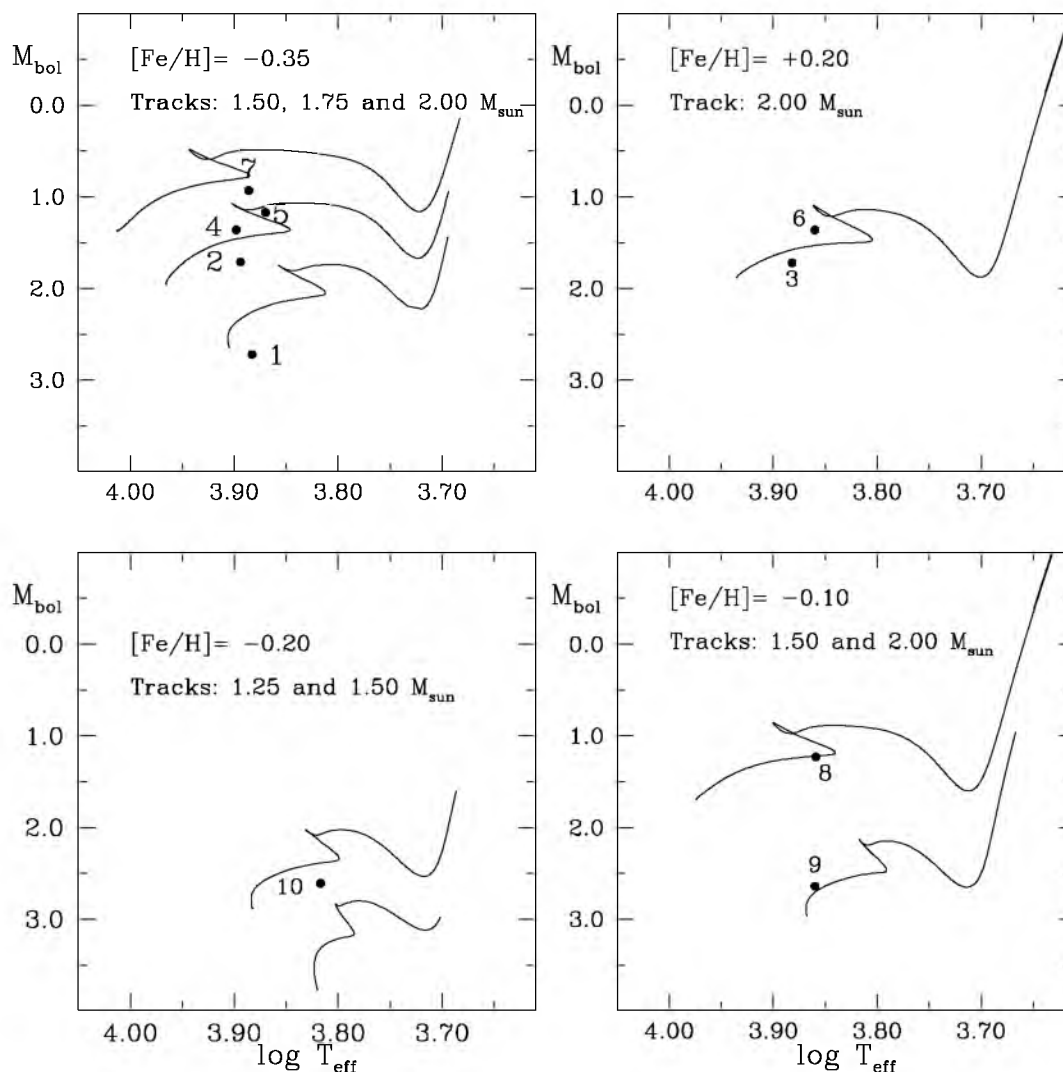 M_bol
[Fe/H]= −0.35
Tracks: 1.50, 1.75 and 2.00 M_sun
0.0
1.0
2.0
3.0
7
5
4
2
1
4.00 3.90 3.80 3.70
M_bol
[Fe/H]= +0.20
Track: 2.00 M_sun
0.0
1.0
2.0
3.0
6
3
4.00 3.90 3.80 3.70
M_bol
[Fe/H]= −0.20
Tracks: 1.25 and 1.50 M_sun
0.0
1.0
2.0
3.0
10
4.00 3.90 3.80 3.70
log T_eff
M_bol
[Fe/H]= −0.10
Tracks: 1.50 and 2.00 M_sun
0.0
1.0
2.0
3.0
8
9
4.00 3.90 3.80 3.70
log T_eff